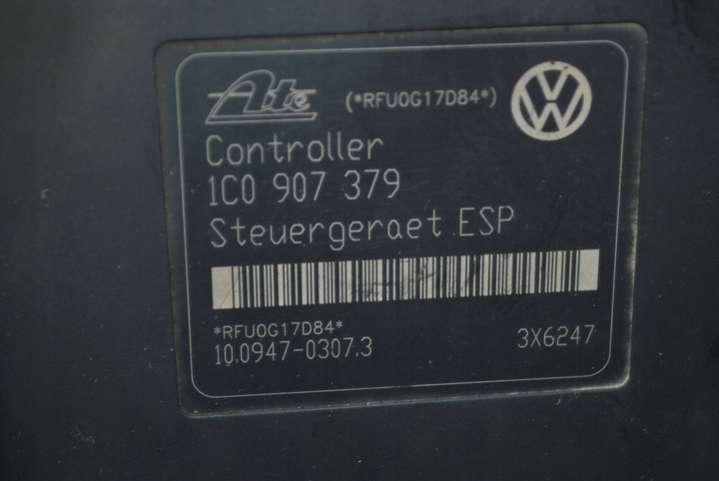 Ate (*RFU0G17D84*)
Controller
1C0 907 379
Steuergeraet ESP
*RFU0G17D84*
10.0947-0307.3 3X6247